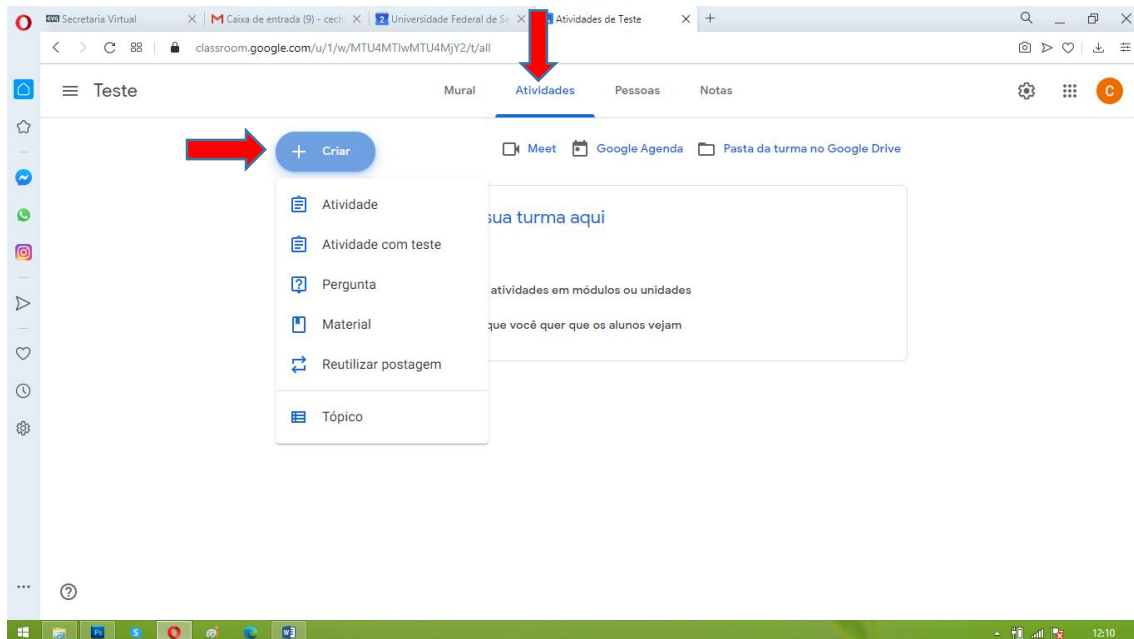 Secretaria Virtual
Caixa de entrada (9) - cech
Universidade Federal de Se
Atividades de Teste
classroom.google.com/u/1/w/MTU4MTIwMTU4MjY2/t/all
Teste
Mural
Atividades
Pessoas
Notas
C
Criar
Meet
Google Agenda
Pasta da turma no Google Drive
Atividade
sua turma aqui
Atividade com teste
Pergunta
atividades em módulos ou unidades
Material
que você quer que os alunos vejam
Reutilizar postagem
Tópico
12:10